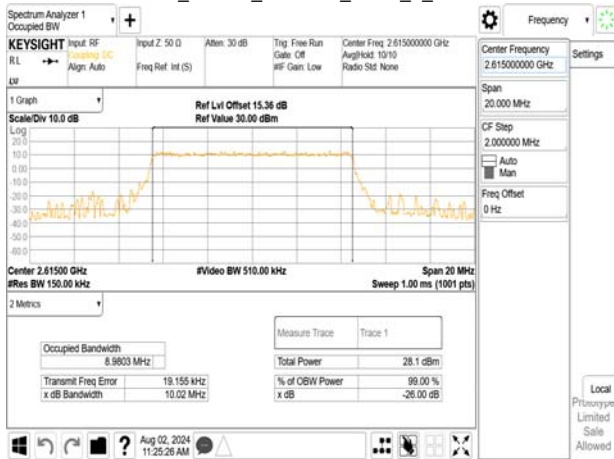 Spectrum Analyzer 1
Occupied BW
Frequency
KEYSIGHT
Input: RF
Coupling: DC
Align: Auto
RL
Input Z: 50 Ω
Freq Ref: Int (S)
Atten: 30 dB
Trig: Free Run
Gate: Off
#IF Gain: Low
Center Freq: 2.615000000 GHz
Avg|Hold: 10/10
Radio Std: None
1 Graph
Scale/Div 10.0 dB
Ref Lvl Offset 15.36 dB
Ref Value 30.00 dBm
Log
20.0
10.0
0.00
-10.0
-20.0
-30.0
-40.0
-50.0
-60.0
Center 2.61500 GHz
#Res BW 150.00 kHz
#Video BW 510.00 kHz
Span 20 MHz
Sweep 1.00 ms (1001 pts)
2 Metrics
Measure Trace Trace 1
Occupied Bandwidth
8.9803 MHz
Total Power 28.1 dBm
Transmit Freq Error 19.155 kHz
% of OBW Power 99.00 %
x dB Bandwidth 10.02 MHz
x dB -26.00 dB
Center Frequency
2.615000000 GHz
Settings
Span
20.000 MHz
CF Step
2.000000 MHz
Auto
Man
Freq Offset
0 Hz
Local
Prototype
Limited
Sale
Allowed
Aug 02, 2024
11:25:26 AM